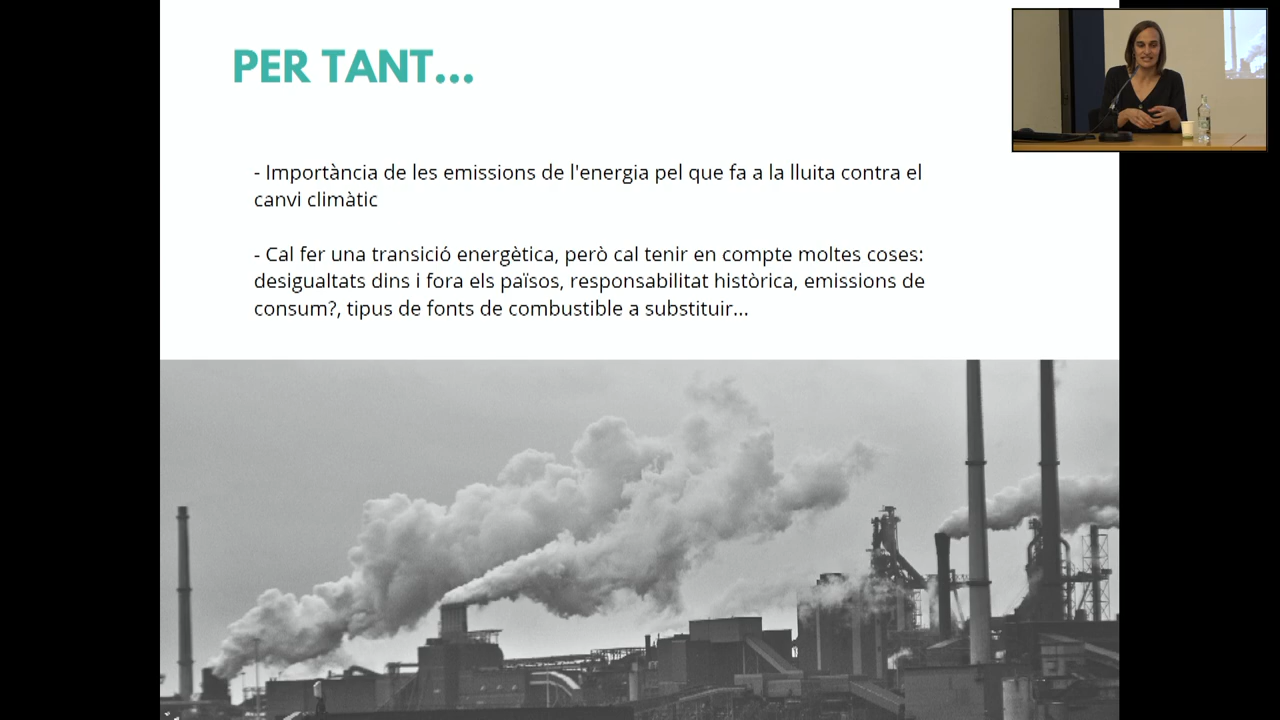 PER TANT...
- Importància de les emissions de l'energia pel que fa a la lluita contra el
canvi climàtic
- Cal fer una transició energètica, però cal tenir en compte moltes coses:
desigualtats dins i fora els països, responsabilitat històrica, emissions de
consum?, tipus de fonts de combustible a substituir...